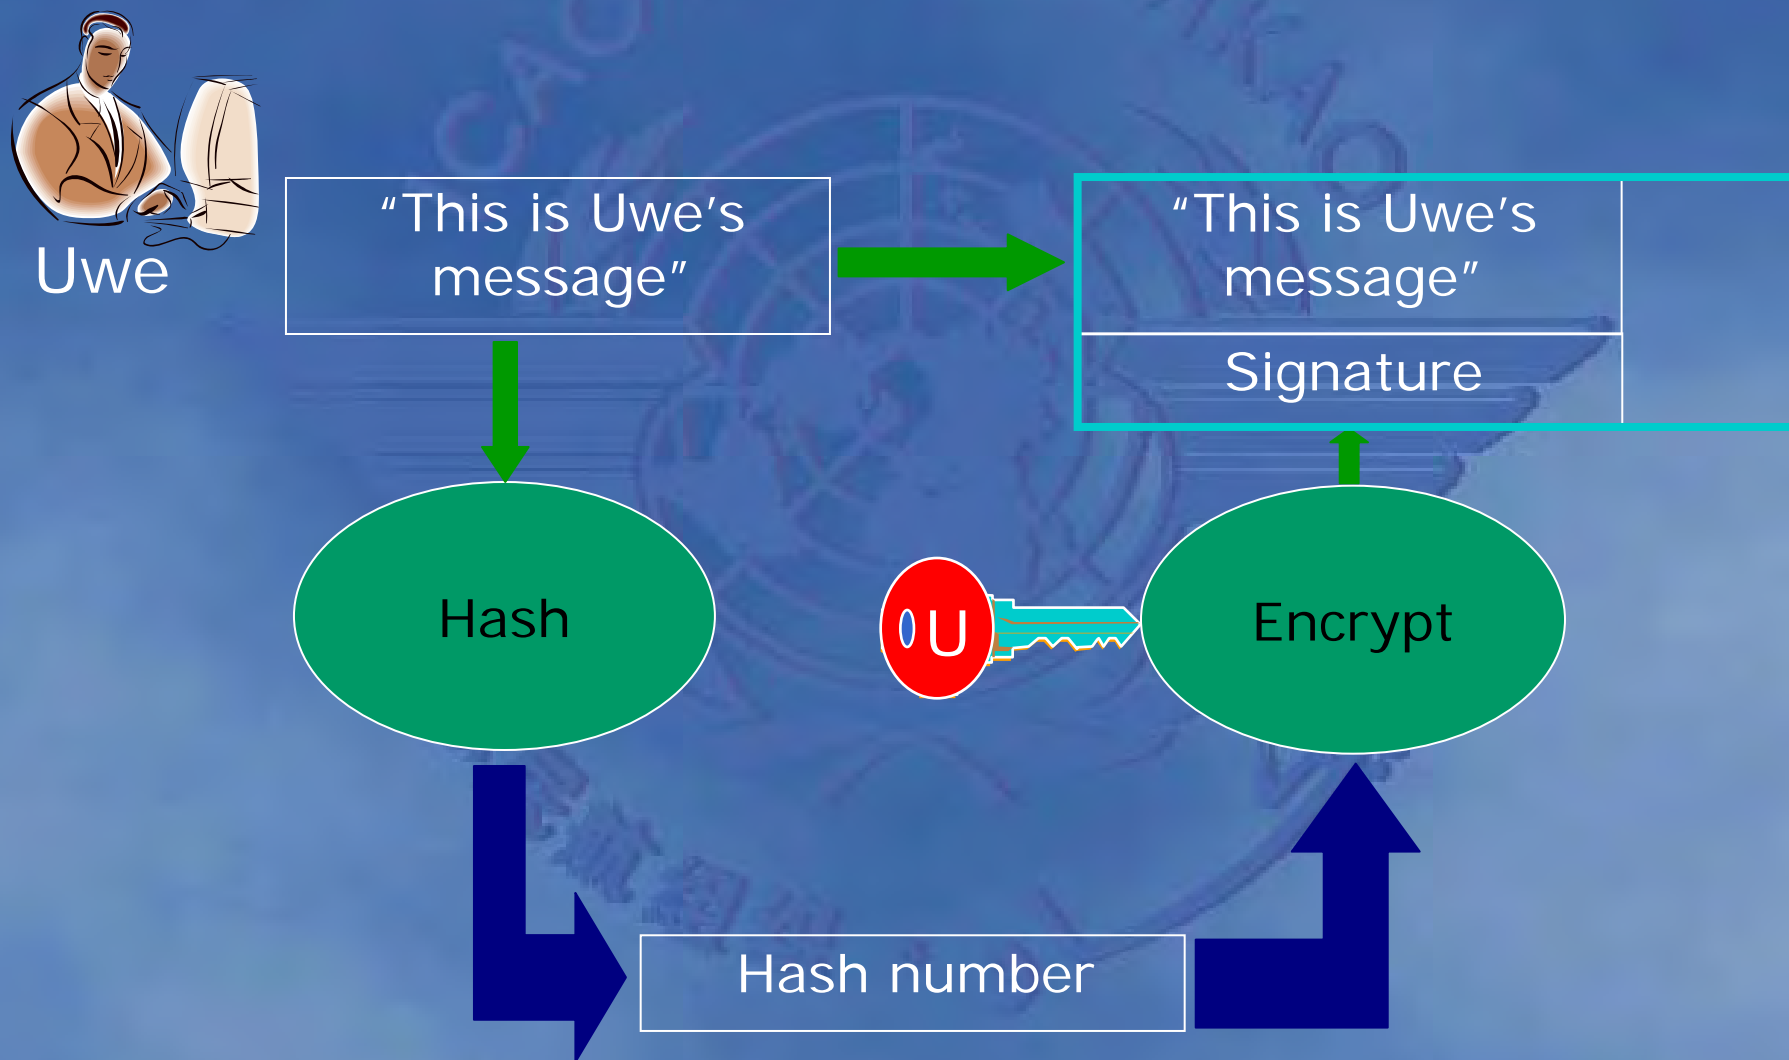 Uwe
“This is Uwe’s
message”
“This is Uwe’s
message”
Signature
Hash
U
Encrypt
Hash number